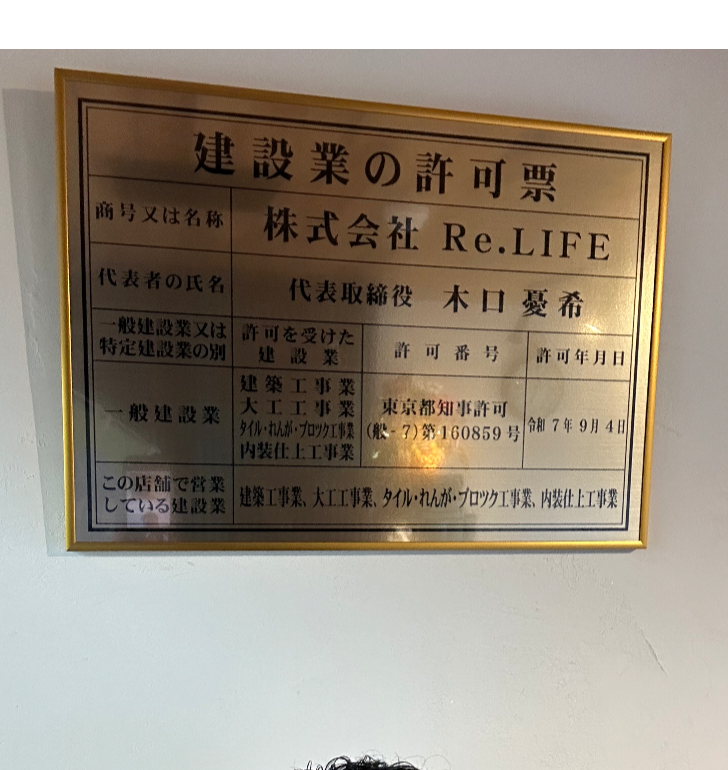 建設業の許可票
商号又は名称 株式会社 Re.LIFE
代表者の氏名 代表取締役 木口 憂希
一般建設業又は
特定建設業の別
許可を受けた
建設業
許可番号
許可年月日
一般建設業
建築工事業
大工工事業
タイル・れんが・ブロツク工事業
内装仕上工事業
東京都知事許可
(般-7)第160859号
令和 7年 9月 4日
この店舗で営業
している建設業
建築工事業、大工工事業、タイル・れんが・ブロツク工事業、内装仕上工事業